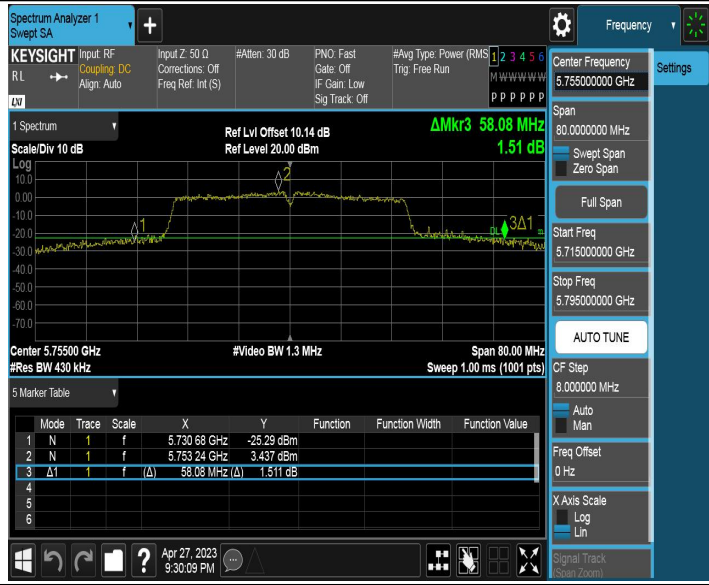 Spectrum Analyzer 1
Swept SA
Frequency
KEYSIGHT
RL
LXI
Input: RF
Coupling: DC
Align: Auto
Input Z: 50 Ω
Corrections: Off
Freq Ref: Int (S)
#Atten: 30 dB
PNO: Fast
Gate: Off
IF Gain: Low
Sig Track: Off
#Avg Type: Power (RMS
Trig: Free Run
1 2 3 4 5 6
M W W W W W
P P P P P P
1 Spectrum
Scale/Div 10 dB
Ref Lvl Offset 10.14 dB
Ref Level 20.00 dBm
ΔMkr3 58.08 MHz
1.51 dB
Log
10.0
0.00
-10.0
-20.0
-30.0
-40.0
-50.0
-60.0
-70.0
1
2
3Δ1
DL
Center 5.75500 GHz
#Res BW 430 kHz
#Video BW 1.3 MHz
Span 80.00 MHz
Sweep 1.00 ms (1001 pts)
5 Marker Table
Mode Trace Scale X Y Function Function Width Function Value
1 N 1 f 5.730 68 GHz -25.29 dBm
2 N 1 f 5.753 24 GHz 3.437 dBm
3 Δ1 1 f (Δ) 58.08 MHz (Δ) 1.511 dB
4
5
6
Apr 27, 2023
9:30:09 PM
Center Frequency
5.755000000 GHz
Settings
Span
80.0000000 MHz
Swept Span
Zero Span
Full Span
Start Freq
5.715000000 GHz
Stop Freq
5.795000000 GHz
AUTO TUNE
CF Step
8.000000 MHz
Auto
Man
Freq Offset
0 Hz
X Axis Scale
Log
Lin
Signal Track
(Span Zoom)